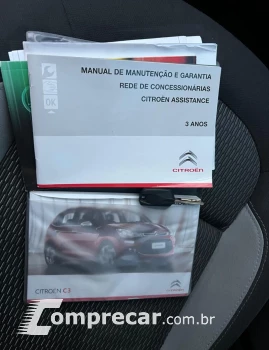 MANUAL DE MANUTENÇÃO E GARANTIA
REDE DE CONCESSIONÁRIAS
CITROËN ASSISTANCE
3 ANOS
CITROËN
CITROËN C3
Comprecar.com.br